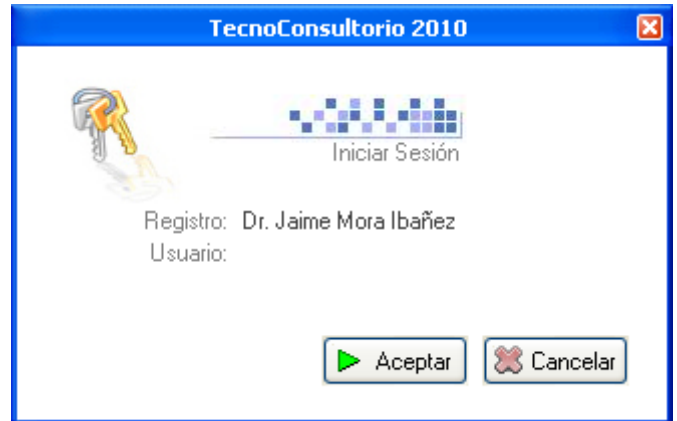 TecnoConsultorio 2010
Iniciar Sesión
Registro: Dr. Jaime Mora Ibañez
Usuario:
Aceptar Cancelar